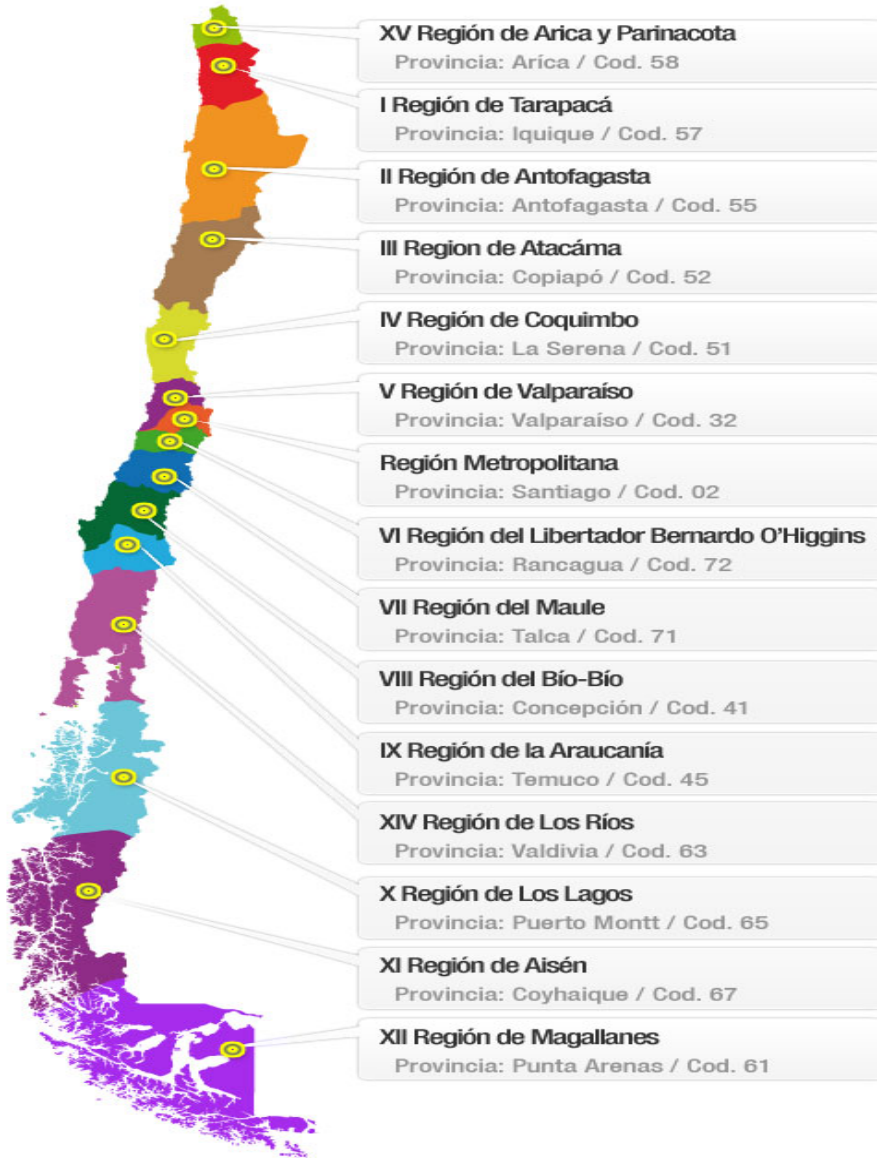 XV Región de Arica y Parinacota
Provincia: Aríca / Cod. 58
I Región de Tarapacá
Provincia: Iquique / Cod. 57
II Región de Antofagasta
Provincia: Antofagasta / Cod. 55
III Region de Atacáma
Provincia: Copiapó / Cod. 52
IV Región de Coquimbo
Provincia: La Serena / Cod. 51
V Región de Valparaíso
Provincia: Valparaíso / Cod. 32
Región Metropolitana
Provincia: Santiago / Cod. 02
VI Región del Libertador Bernardo O’Higgins
Provincia: Rancagua / Cod. 72
VII Región del Maule
Provincia: Talca / Cod. 71
VIII Región del Bío-Bío
Provincia: Concepción / Cod. 41
IX Región de la Araucanía
Provincia: Temuco / Cod. 45
XIV Región de Los Ríos
Provincia: Valdivia / Cod. 63
X Región de Los Lagos
Provincia: Puerto Montt / Cod. 65
XI Región de Aisén
Provincia: Coyhaique / Cod. 67
XII Región de Magallanes
Provincia: Punta Arenas / Cod. 61